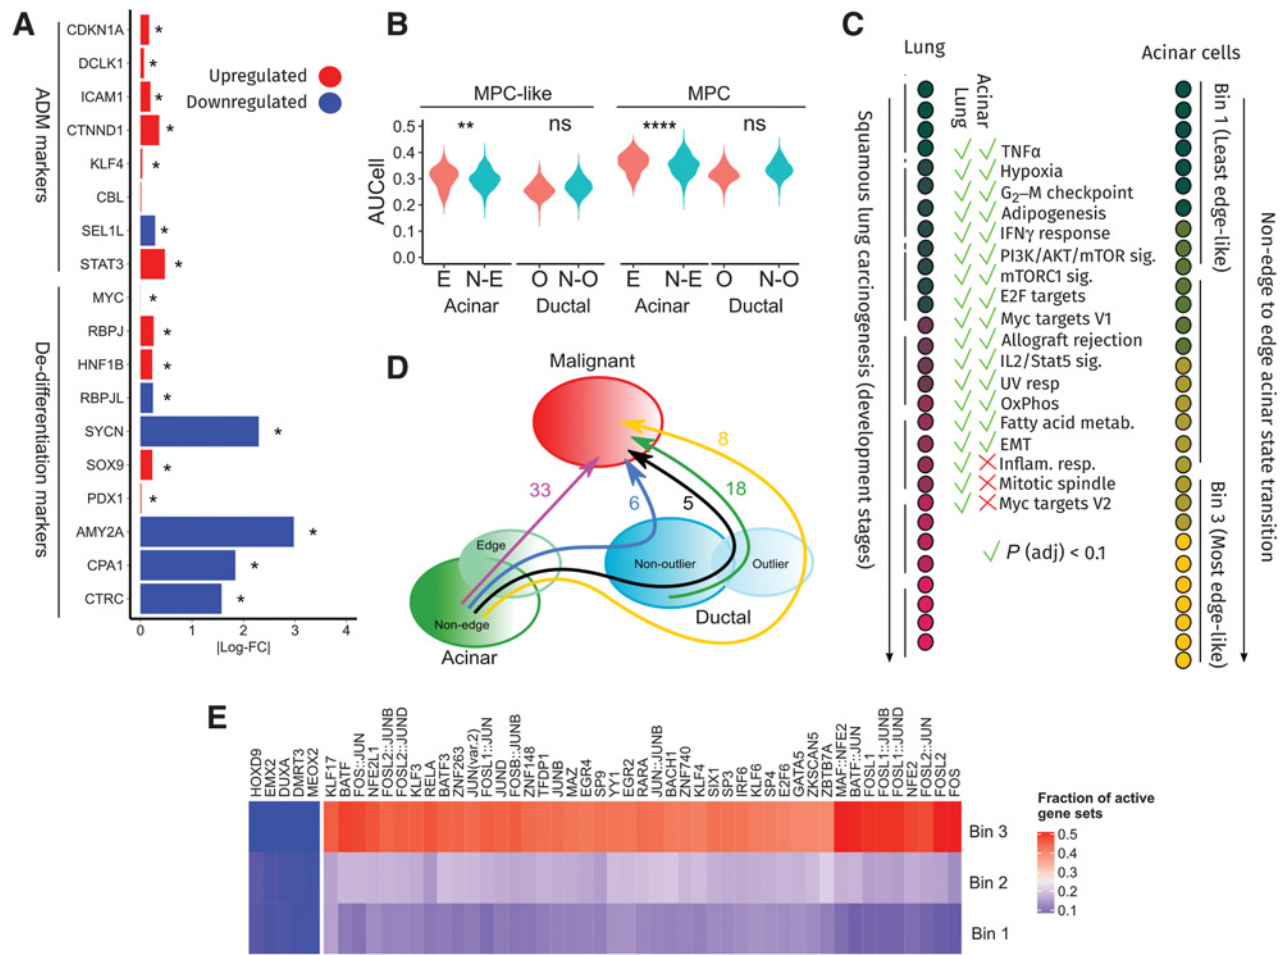 A
CDKN1A *
DCLK1 *
ICAM1 *
CTNND1 *
KLF4 *
CBL
SEL1L *
STAT3 *
MYC *
RBPJ *
HNF1B *
RBPJL *
SYCN *
SOX9 *
PDX1 *
AMY2A *
CPA1 *
CTRC *
ADM markers
De-differentiation markers
Upregulated
Downregulated
0 1 2 3 4
|Log-FC|
B
MPC-like MPC
** ns **** ns
AUCell
0.5
0.4
0.3
0.2
0.1
0.0
E N-E O N-O E N-E O N-O
Acinar Ductal Acinar Ductal
C
Lung Acinar cells
Squamous lung carcinogenesis (development stages)
Lung
Acinar
TNFα
Hypoxia
G2–M checkpoint
Adipogenesis
IFNγ response
PI3K/AKT/mTOR sig.
mTORC1 sig.
E2F targets
Myc targets V1
Allograft rejection
IL2/Stat5 sig.
UV resp
OxPhos
Fatty acid metab.
EMT
Inflam. resp.
Mitotic spindle
Myc targets V2
P (adj) < 0.1
Bin 1 (Least edge-like)
Bin 3 (Most edge-like)
Non-edge to edge acinar state transition
D
Malignant
33
6
5
18
8
Edge
Non-edge
Acinar
Non-outlier
Outlier
Ductal
E
HOXD9
EMX2
DUXA
DMRT3
MEOX2
KLF17
BATF
FOS::JUN
NFE2L1
FOSL2::JUNB
FOSL2::JUND
KLF3
RELA
BATF3
ZNF263
JUN(var.2)
FOSL1::JUN
JUND
FOSB::JUNB
ZNF148
TFDP1
JUNB
MAZ
EGR4
SP9
YY1
EGR2
RARA
JUN::JUNB
BACH1
ZNF740
KLF4
SIX1
SP3
IRF6
KLF6
SP4
E2F6
GATA5
ZKSCAN5
ZBTB7A
MAF::NFE2
BATF::JUN
FOSL1
FOSL1::JUNB
FOSL1::JUND
NFE2
FOSL2::JUN
FOSL2
FOS
Bin 3
Bin 2
Bin 1
Fraction of active
gene sets
0.5
0.4
0.3
0.2
0.1